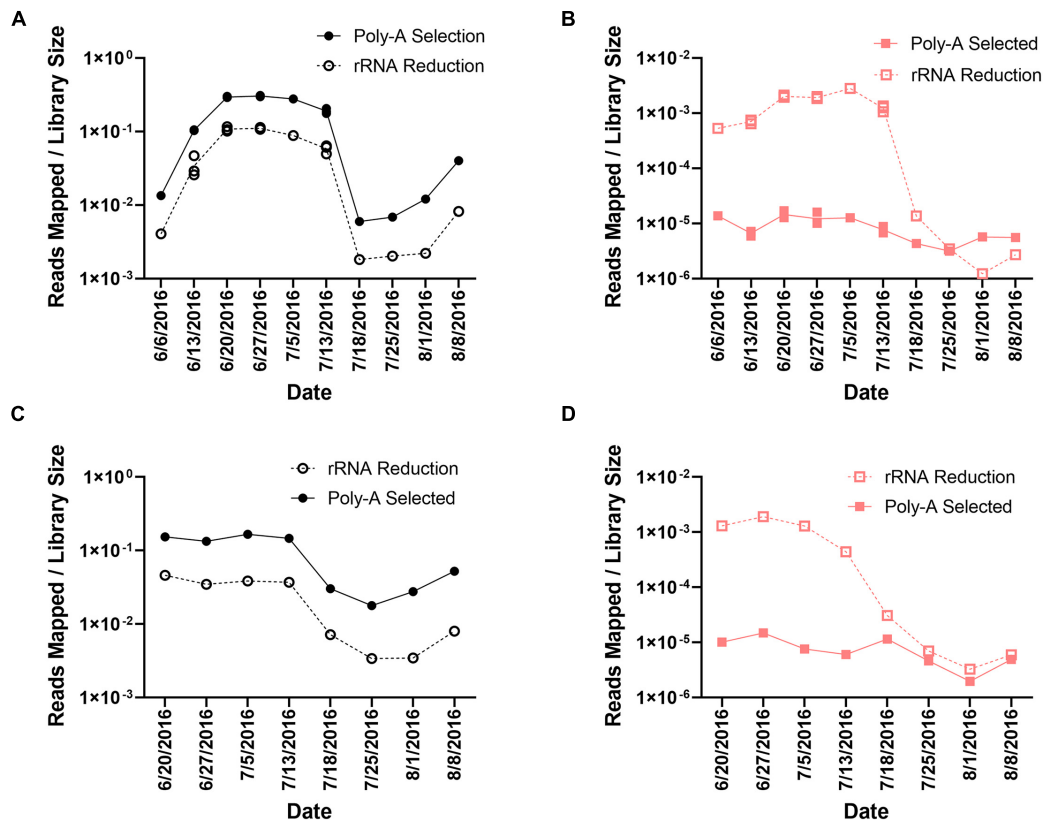 A
Reads Mapped / Library Size
Poly-A Selection
rRNA Reduction
1×10⁰
1×10⁻¹
1×10⁻²
1×10⁻³
6/6/2016
6/13/2016
6/20/2016
6/27/2016
7/5/2016
7/13/2016
7/18/2016
7/25/2016
8/1/2016
8/8/2016
Date
B
Reads Mapped / Library Size
Poly-A Selected
rRNA Reduction
1×10⁻²
1×10⁻³
1×10⁻⁴
1×10⁻⁵
1×10⁻⁶
6/6/2016
6/13/2016
6/20/2016
6/27/2016
7/5/2016
7/13/2016
7/18/2016
7/25/2016
8/1/2016
8/8/2016
Date
C
Reads Mapped / Library Size
rRNA Reduction
Poly-A Selected
1×10⁰
1×10⁻¹
1×10⁻²
1×10⁻³
6/20/2016
6/27/2016
7/5/2016
7/13/2016
7/18/2016
7/25/2016
8/1/2016
8/8/2016
Date
D
Reads Mapped / Library Size
rRNA Reduction
Poly-A Selected
1×10⁻²
1×10⁻³
1×10⁻⁴
1×10⁻⁵
1×10⁻⁶
6/20/2016
6/27/2016
7/5/2016
7/13/2016
7/18/2016
7/25/2016
8/1/2016
8/8/2016
Date